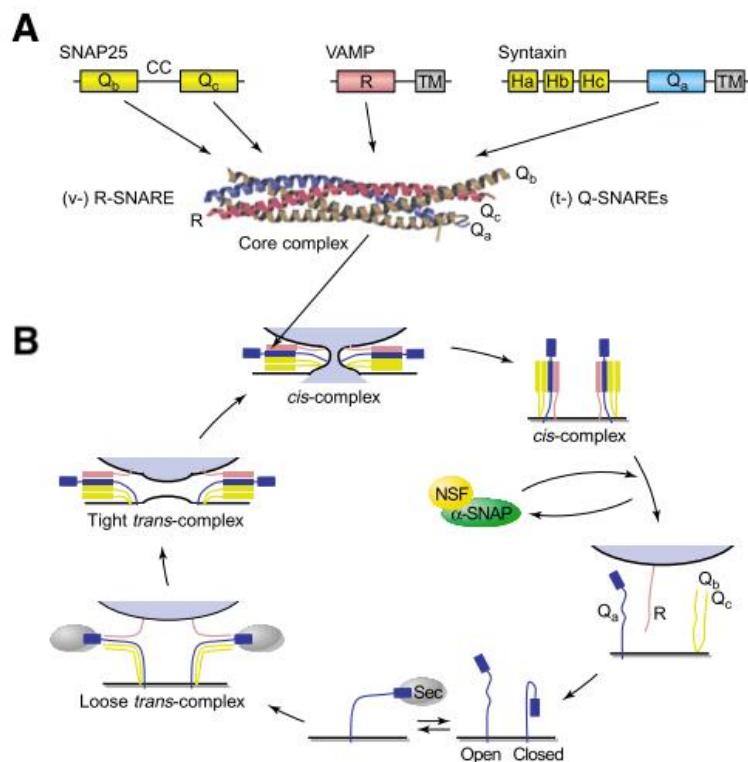 A
SNAP25
VAMP
Syntaxin
Qb
CC
Qc
R
TM
Ha
Hb
Hc
Qa
TM
(v-) R-SNARE
(t-) Q-SNAREs
Qb
R
Qc
Qa
Core complex
B
cis-complex
cis-complex
Tight trans-complex
NSF
α-SNAP
Qa
R
Qb
Qc
Loose trans-complex
Sec
Open
Closed